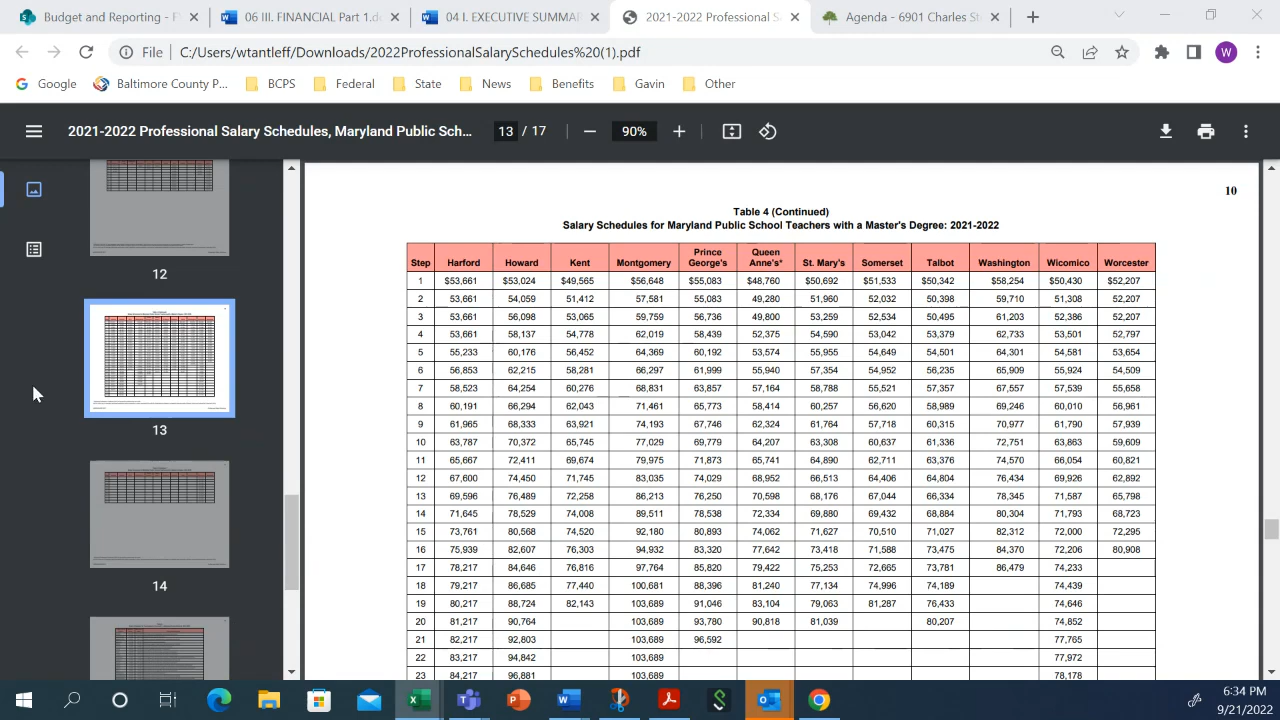 Budget and Reporting - P
06 III. FINANCIAL Part 1.d
04 I. EXECUTIVE SUMMAR
2021-2022 Professional S
Agenda - 6901 Charles St
File
C:/Users/wtantleff/Downloads/2022ProfessionalSalarySchedules%20(1).pdf
W
Google
Baltimore County P...
BCPS
Federal
State
News
Benefits
Gavin
Other
2021-2022 Professional Salary Schedules, Maryland Public Sch...
13 / 17
90%
12
13
14
10
Table 4 (Continued)
Salary Schedules for Maryland Public School Teachers with a Master's Degree: 2021-2022
Step Harford Howard Kent Montgomery Prince George's Queen Anne's* St. Mary's Somerset Talbot Washington Wicomico Worcester
1 $53,661 $53,024 $49,565 $56,648 $55,083 $48,760 $50,692 $51,533 $50,342 $58,254 $50,430 $52,207
2 53,661 54,059 51,412 57,581 55,083 49,280 51,960 52,032 50,398 59,710 51,308 52,207
3 53,661 56,098 53,065 59,759 56,736 49,800 53,259 52,534 50,495 61,203 52,386 52,207
4 53,661 58,137 54,778 62,019 58,439 52,375 54,590 53,042 53,379 62,733 53,501 52,797
5 55,233 60,176 56,452 64,369 60,192 53,574 55,955 54,649 54,501 64,301 54,581 53,654
6 56,853 62,215 58,281 66,297 61,999 55,940 57,354 54,952 56,235 65,909 55,924 54,509
7 58,523 64,254 60,276 68,831 63,857 57,164 58,788 55,521 57,357 67,557 57,539 55,658
8 60,191 66,294 62,043 71,461 65,773 58,414 60,257 56,620 58,989 69,246 60,010 56,961
9 61,965 68,333 63,921 74,193 67,746 62,324 61,764 57,718 60,315 70,977 61,790 57,939
10 63,787 70,372 65,745 77,029 69,779 64,207 63,308 60,637 61,336 72,751 63,863 59,609
11 65,667 72,411 69,674 79,975 71,873 65,741 64,890 62,711 63,376 74,570 66,054 60,821
12 67,600 74,450 71,745 83,035 74,029 68,952 66,513 64,406 64,804 76,434 69,926 62,892
13 69,596 76,489 72,258 86,213 76,250 70,598 68,176 67,044 66,334 78,345 71,587 65,798
14 71,645 78,529 74,008 89,511 78,538 72,334 69,880 69,432 68,884 80,304 71,793 68,723
15 73,761 80,568 74,520 92,180 80,893 74,062 71,627 70,510 71,027 82,312 72,000 72,295
16 75,939 82,607 76,303 94,932 83,320 77,642 73,418 71,588 73,475 84,370 72,206 80,908
17 78,217 84,646 76,816 97,764 85,820 79,422 75,253 72,665 73,781 86,479 74,233
18 79,217 86,685 77,440 100,681 88,396 81,240 77,134 74,996 74,189 74,439
19 80,217 88,724 82,143 103,689 91,046 83,104 79,063 81,287 76,433 74,646
20 81,217 90,764 103,689 93,780 90,818 81,039 80,207 74,852
21 82,217 92,803 103,689 96,592 77,765
22 83,217 94,842 103,689 77,972
23 84,217 96,881 103,689 78,178
6:34 PM
9/21/2022